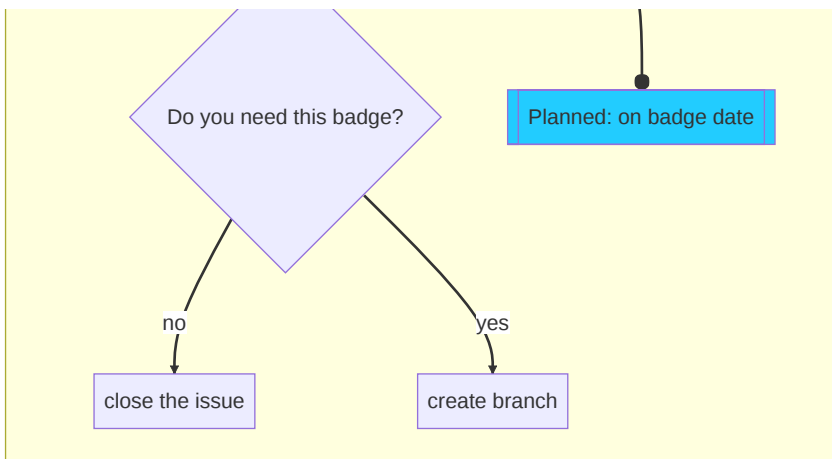 Do you need this badge?
Planned: on badge date
no
yes
close the issue
create branch